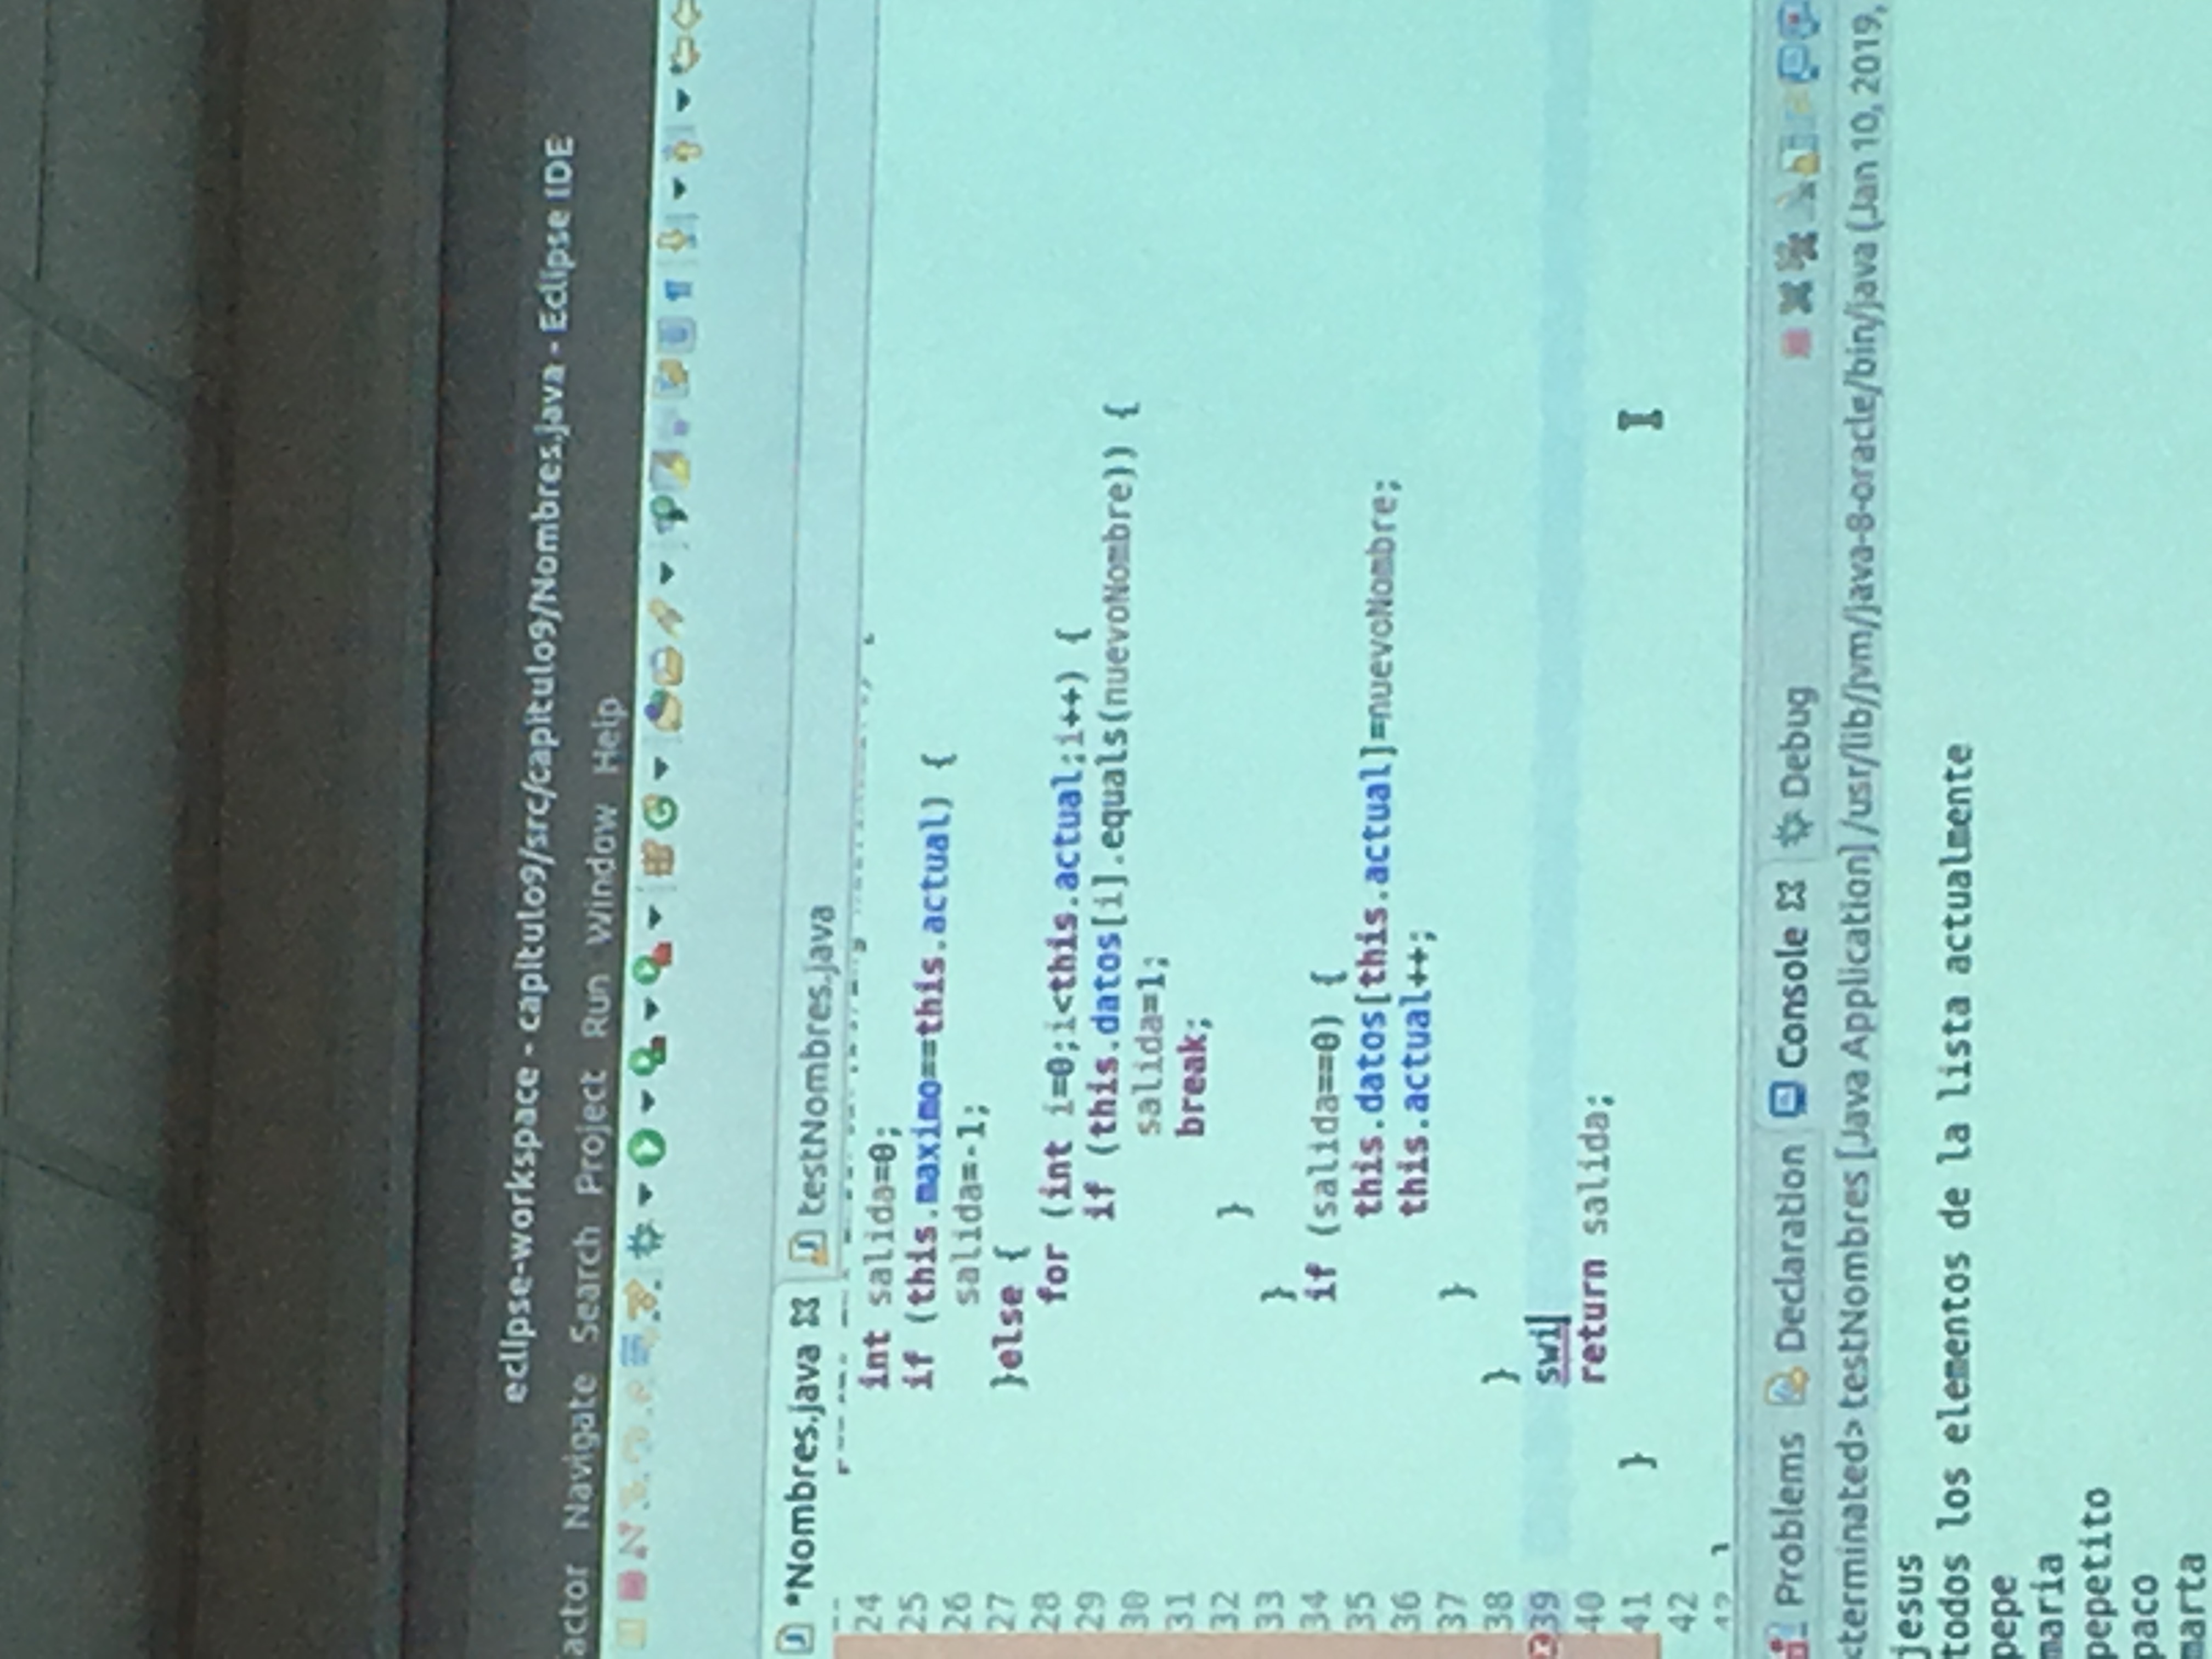 eclipse-workspace - capitulo9/src/capitulo9/Nombres.java - Eclipse IDE
actor Navigate Search Project Run Window Help
*Nombres.java testNombres.java
24 int salida=0;
25 if (this.maximo==this.actual) {
26 salida=-1;
27 }else {
28 for (int i=0;i<this.actual;i++) {
29 if (this.datos[i].equals(nuevoNombre)) {
30 salida=1;
31 break;
32 }
33 }
34 if (salida==0) {
35 this.datos[this.actual]=nuevoNombre;
36 this.actual++;
37 }
38 }
39 swi
40 return salida;
41 }
42
Problems Declaration Console Debug
<terminated> testNombres [Java Application] /usr/lib/jvm/java-8-oracle/bin/java (Jan 10, 2019,
jesus
todos los elementos de la lista actualmente
pepe
maria
pepetito
paco
marta